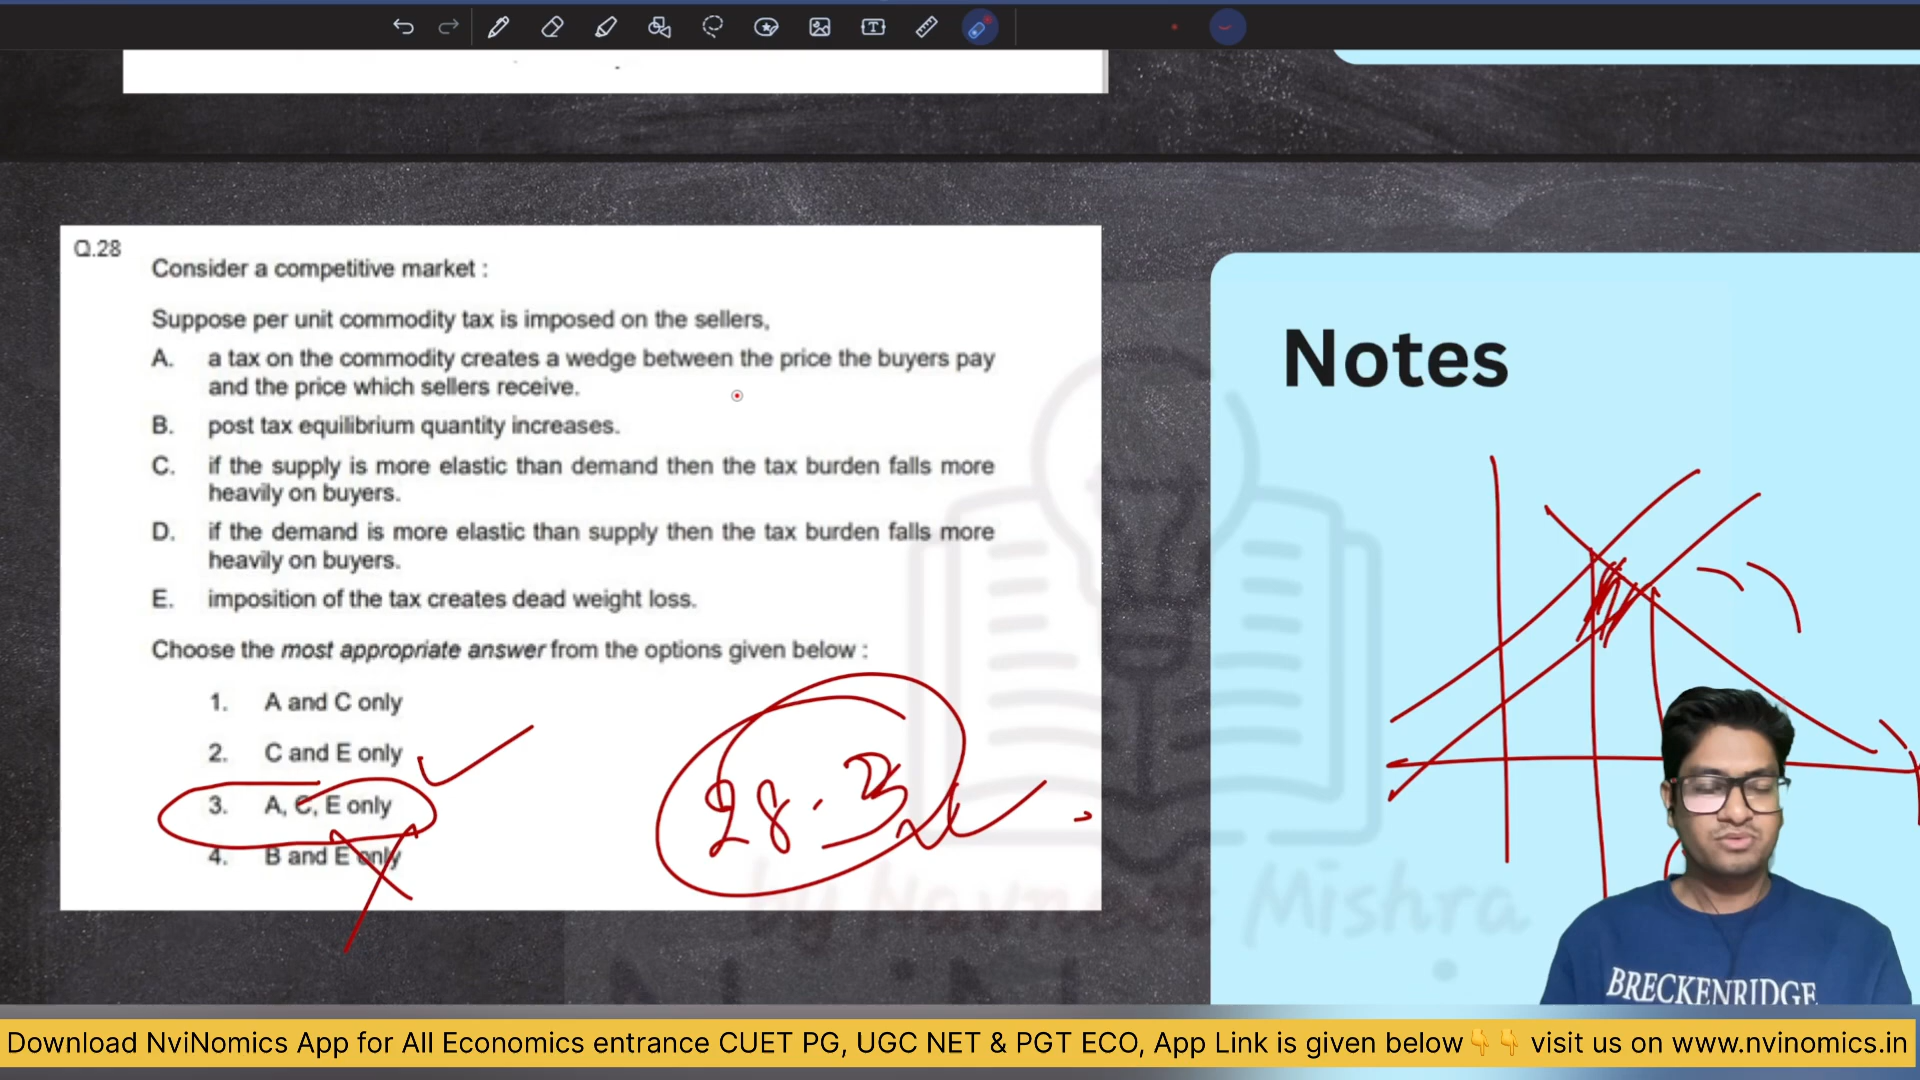 Q.28
Consider a competitive market :
Suppose per unit commodity tax is imposed on the sellers,
A. a tax on the commodity creates a wedge between the price the buyers pay
and the price which sellers receive.
B. post tax equilibrium quantity increases.
C. if the supply is more elastic than demand then the tax burden falls more
heavily on buyers.
D. if the demand is more elastic than supply then the tax burden falls more
heavily on buyers.
E. imposition of the tax creates dead weight loss.
Choose the most appropriate answer from the options given below :
1. A and C only
2. C and E only
3. A, C, E only
4. B and E only
28. 3
Notes
by Navneet Mishra
BRECKENRIDGE
Download NviNomics App for All Economics entrance CUET PG, UGC NET & PGT ECO, App Link is given below👇👇 visit us on www.nvinomics.in